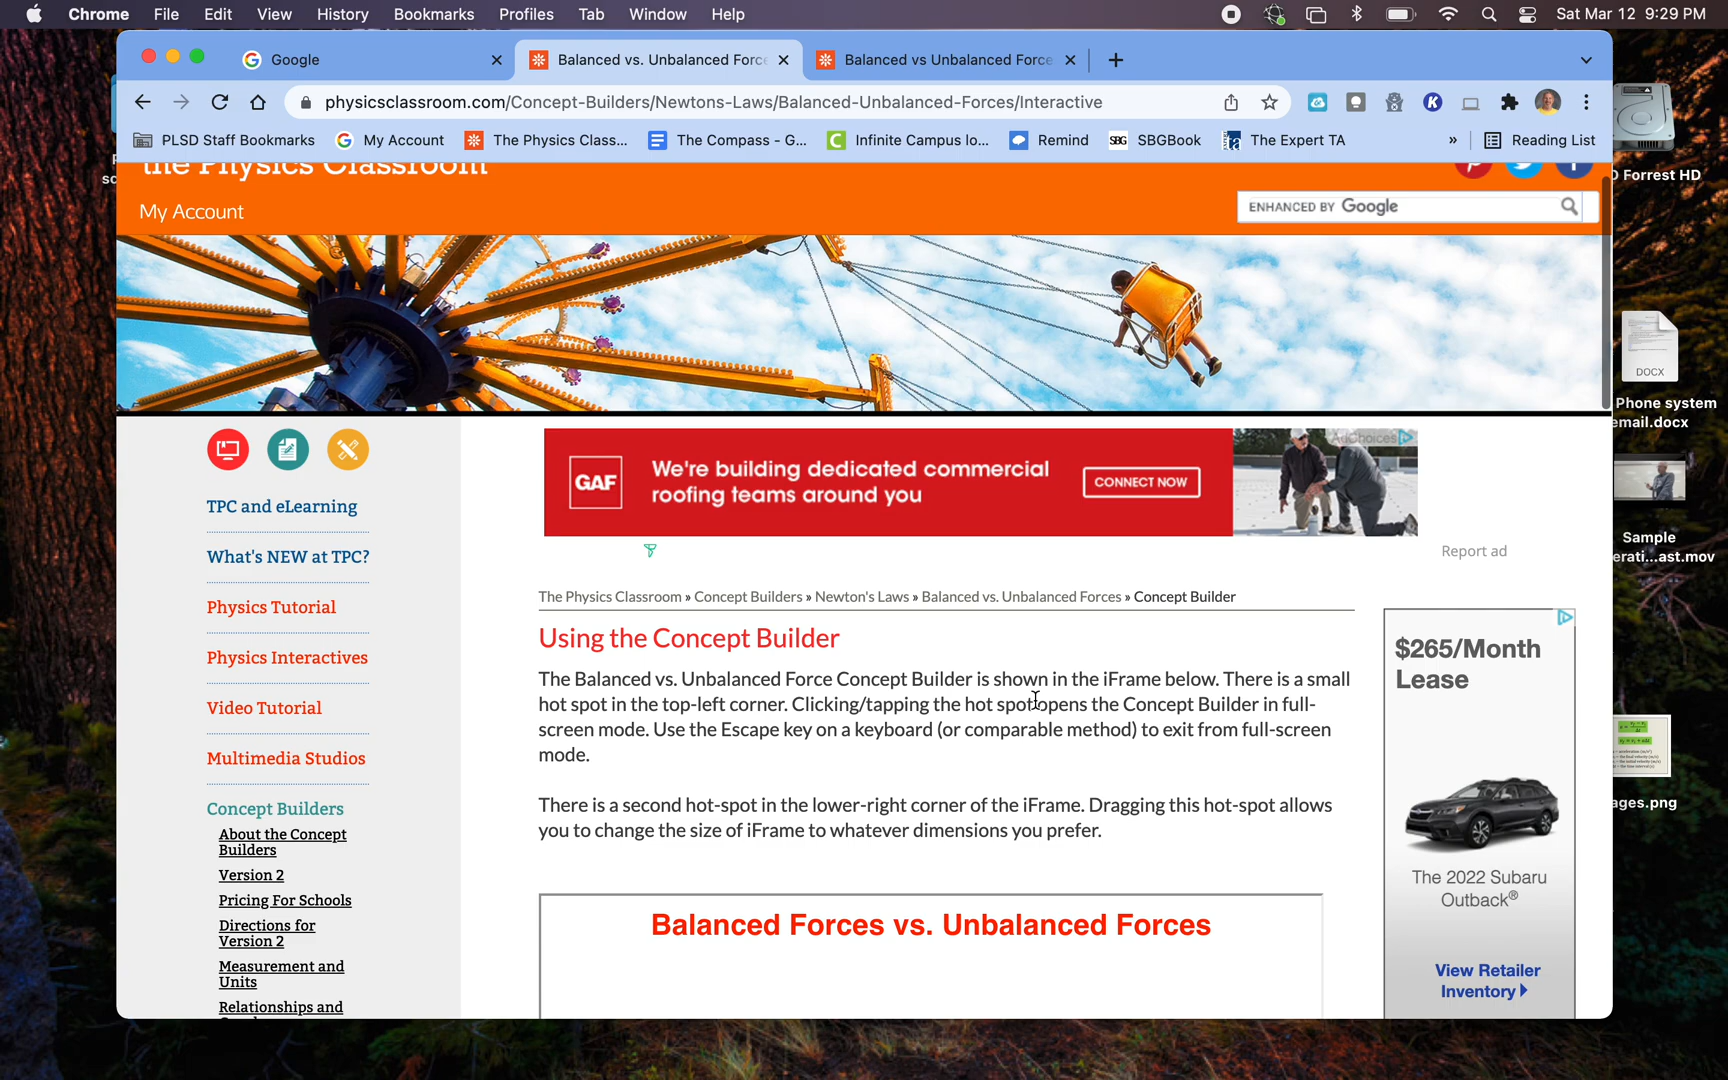 Chrome File Edit View History Bookmarks Profiles Tab Window Help Sat Mar 12 9:29 PM
Google Balanced vs. Unbalanced Force Balanced vs Unbalanced Force
physicsclassroom.com/Concept-Builders/Newtons-Laws/Balanced-Unbalanced-Forces/Interactive
PLSD Staff Bookmarks My Account The Physics Class... The Compass - G... Infinite Campus lo... Remind SBG SBGBook The Expert TA » Reading List
the Physics Classroom
My Account
ENHANCED BY Google
GAF
We're building dedicated commercial
roofing teams around you
CONNECT NOW
AdChoices
Report ad
TPC and eLearning
What's NEW at TPC?
Physics Tutorial
Physics Interactives
Video Tutorial
Multimedia Studios
Concept Builders
About the Concept
Builders
Version 2
Pricing For Schools
Directions for
Version 2
Measurement and
Units
Relationships and
The Physics Classroom » Concept Builders » Newton's Laws » Balanced vs. Unbalanced Forces » Concept Builder
Using the Concept Builder
The Balanced vs. Unbalanced Force Concept Builder is shown in the iFrame below. There is a small
hot spot in the top-left corner. Clicking/tapping the hot spot opens the Concept Builder in full-
screen mode. Use the Escape key on a keyboard (or comparable method) to exit from full-screen
mode.
There is a second hot-spot in the lower-right corner of the iFrame. Dragging this hot-spot allows
you to change the size of iFrame to whatever dimensions you prefer.
Balanced Forces vs. Unbalanced Forces
$265/Month
Lease
The 2022 Subaru
Outback®
View Retailer
Inventory
Forrest HD
DOCX
Phone system
email.docx
Sample
erati...ast.mov
ages.png